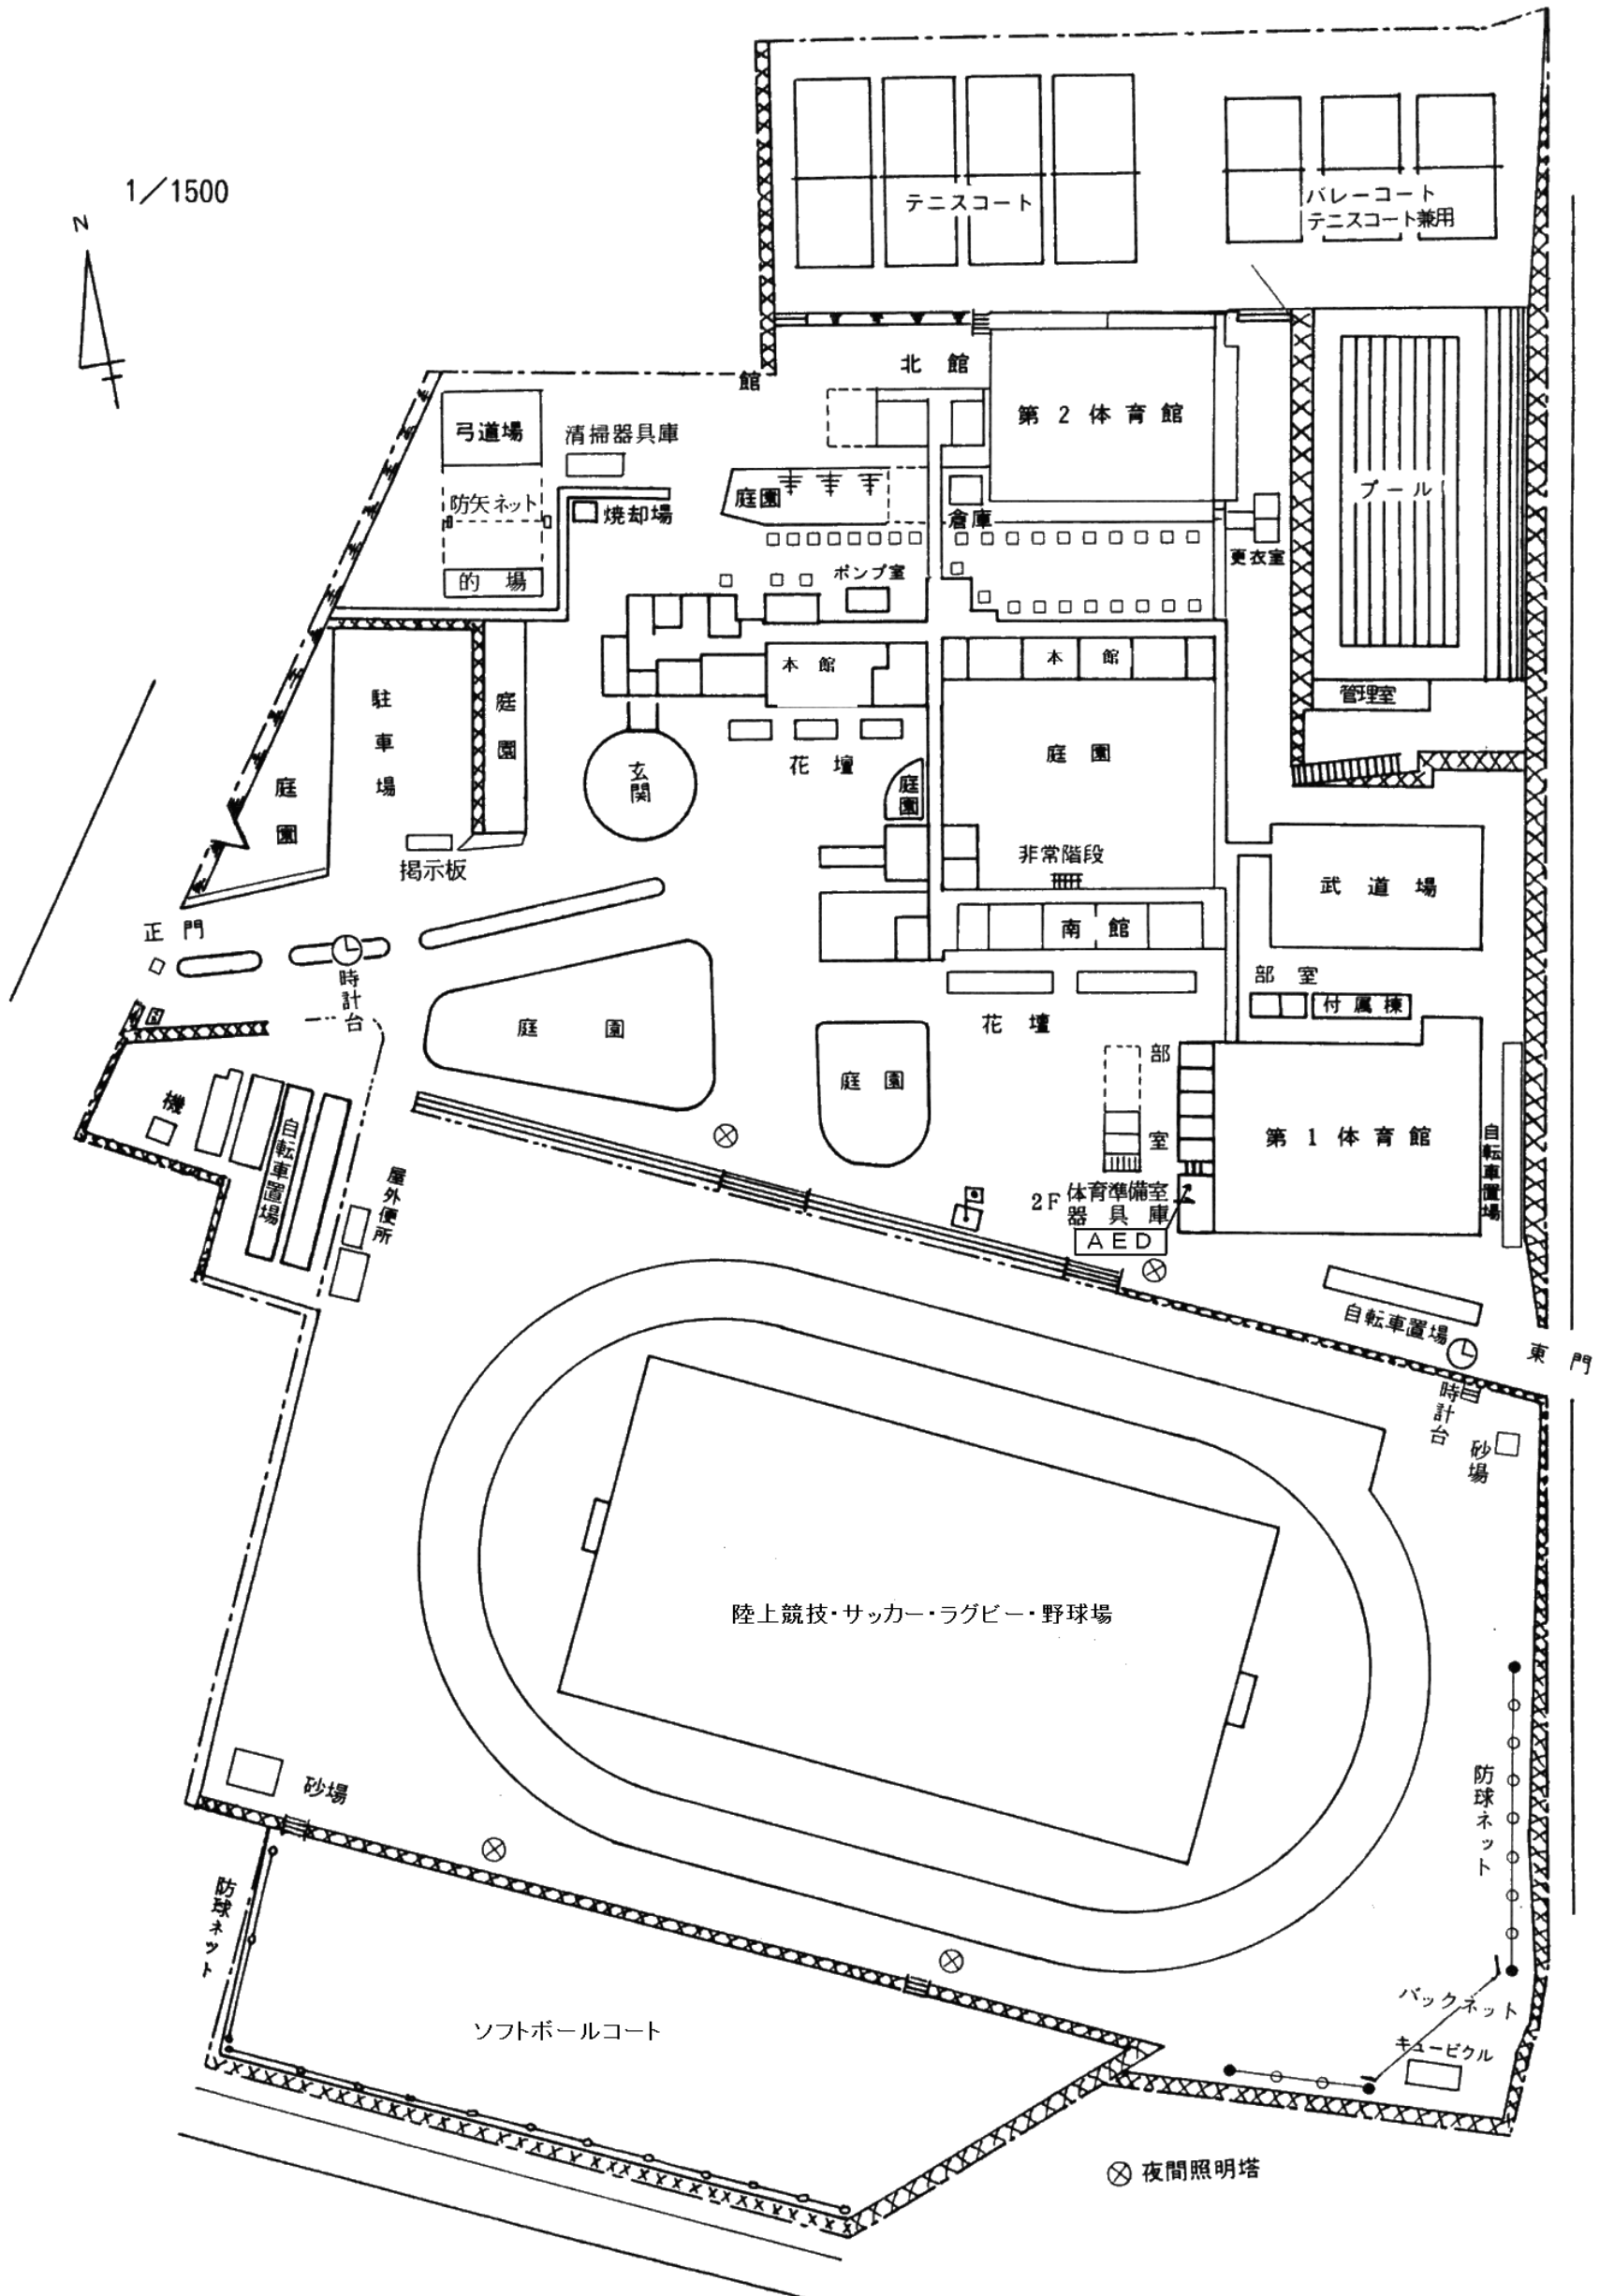 1／1500
N
テニスコート
バレーコート
テニスコート兼用
北館
館
第2体育館
弓道場
清掃器具庫
プール
防矢ネット
庭園
焼却場
倉庫
更衣室
的場
ポンプ室
本館
本館
管理室
駐車場
庭園
庭園
玄関
花壇
庭園
庭園
掲示板
非常階段
武道場
正門
南館
時計台
部室
付属棟
庭園
花壇
庭園
部室
機
自転車置場
第1体育館
自転車置場
屋外便所
2F 体育準備室
器具庫
AED
自転車置場
東門
時計台
砂場
陸上競技・サッカー・ラグビー・野球場
砂場
防球ネット
防球ネット
バックネット
キュービクル
ソフトボールコート
夜間照明塔